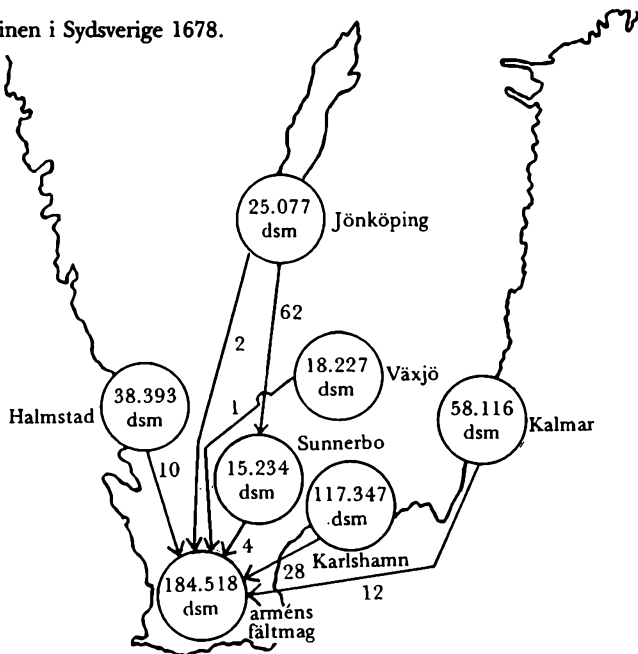 inen i Sydsverige 1678.
25.077
dsm
Jönköping
62
2
18.227
dsm
Växjö
38.393
dsm
Halmstad
1
58.116
dsm
Kalmar
Sunnerbo
10
15.234
dsm
117.347
dsm
4
Karlshamn
28
12
184.518
dsm
arméns
fältmag